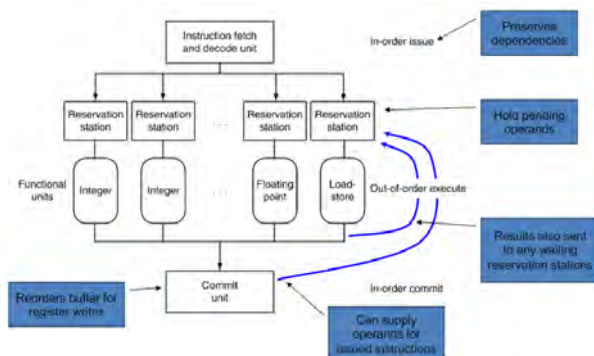 Instruction fetch
and decode unit
In-order issue
Preserves
dependencies
Reservation
station
Reservation
station
. . .
Reservation
station
Reservation
station
Hold pending
operands
Functional
units
Integer
Integer
. . .
Floating
point
Load-
store
Out-of-order execute
Results also sent
to any waiting
reservation stations
Commit
unit
In-order commit
Reorders buffer for
register writes
Can supply
operands for
issued instructions